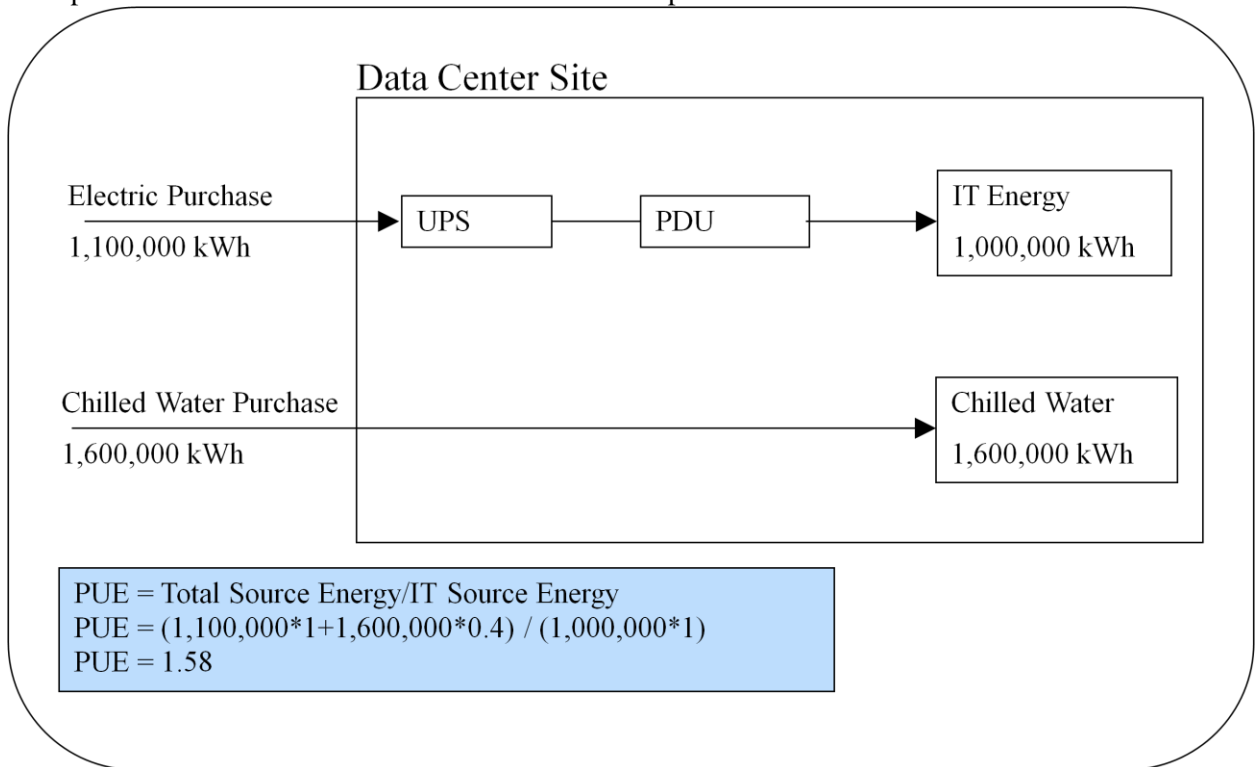 Data Center Site
Electric Purchase
1,100,000 kWh
UPS
PDU
IT Energy
1,000,000 kWh
Chilled Water Purchase
1,600,000 kWh
Chilled Water
1,600,000 kWh
PUE = Total Source Energy/IT Source Energy
PUE = (1,100,000*1+1,600,000*0.4) / (1,000,000*1)
PUE = 1.58